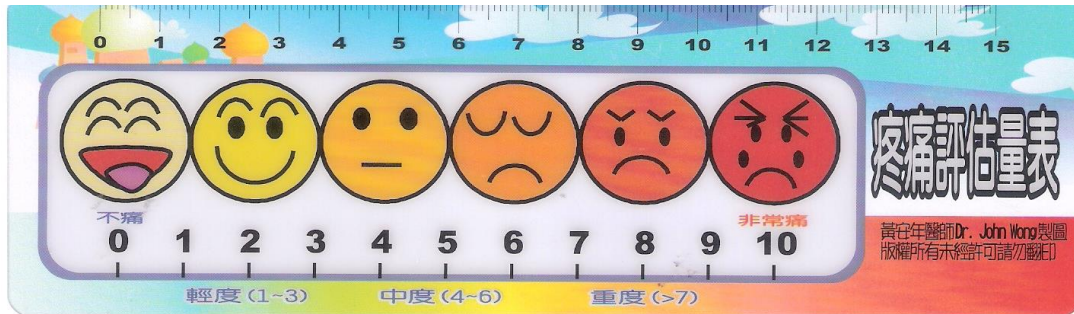 0 1 2 3 4 5 6 7 8 9 10 11 12 13 14 15
疼痛評估量表
不痛
非常痛
0 1 2 3 4 5 6 7 8 9 10
輕度(1~3) 中度(4~6) 重度(>7)
黃安年醫師Dr. John Wong製圖
版權所有未經許可請勿翻印